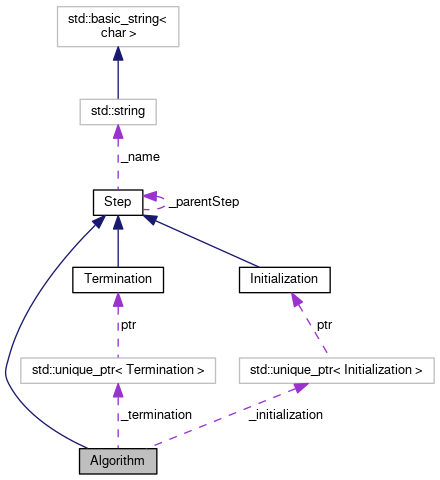 std::basic_string<
char >
std::string
_name
Step
_parentStep
Termination
Initialization
ptr
ptr
std::unique_ptr< Termination >
std::unique_ptr< Initialization >
_termination
_initialization
Algorithm